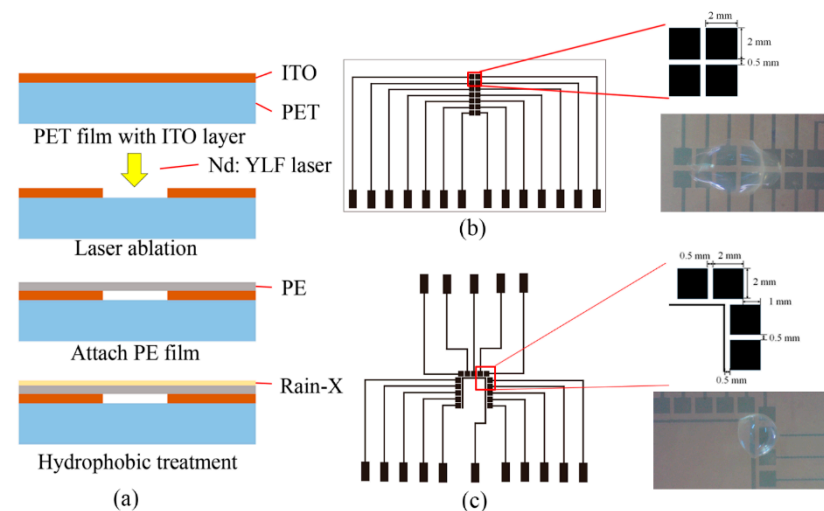 ITO
PET
PET film with ITO layer
Nd: YLF laser
Laser ablation
PE
Attach PE film
Rain-X
Hydrophobic treatment
(a)
2 mm
2 mm
0.5 mm
(b)
0.5 mm
2 mm
2 mm
1 mm
0.5 mm
0.5 mm
(c)